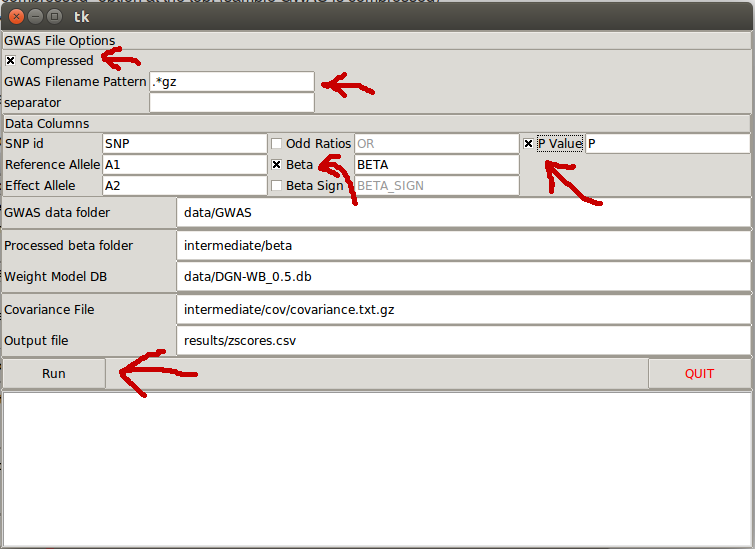 tk
GWAS File Options
Compressed
GWAS Filename Pattern .*gz
separator
Data Columns
SNP id SNP Odd Ratios OR P Value P
Reference Allele A1 Beta BETA
Effect Allele A2 Beta Sign BETA_SIGN
GWAS data folder data/GWAS
Processed beta folder intermediate/beta
Weight Model DB data/DGN-WB_0.5.db
Covariance File intermediate/cov/covariance.txt.gz
Output file results/zscores.csv
Run QUIT